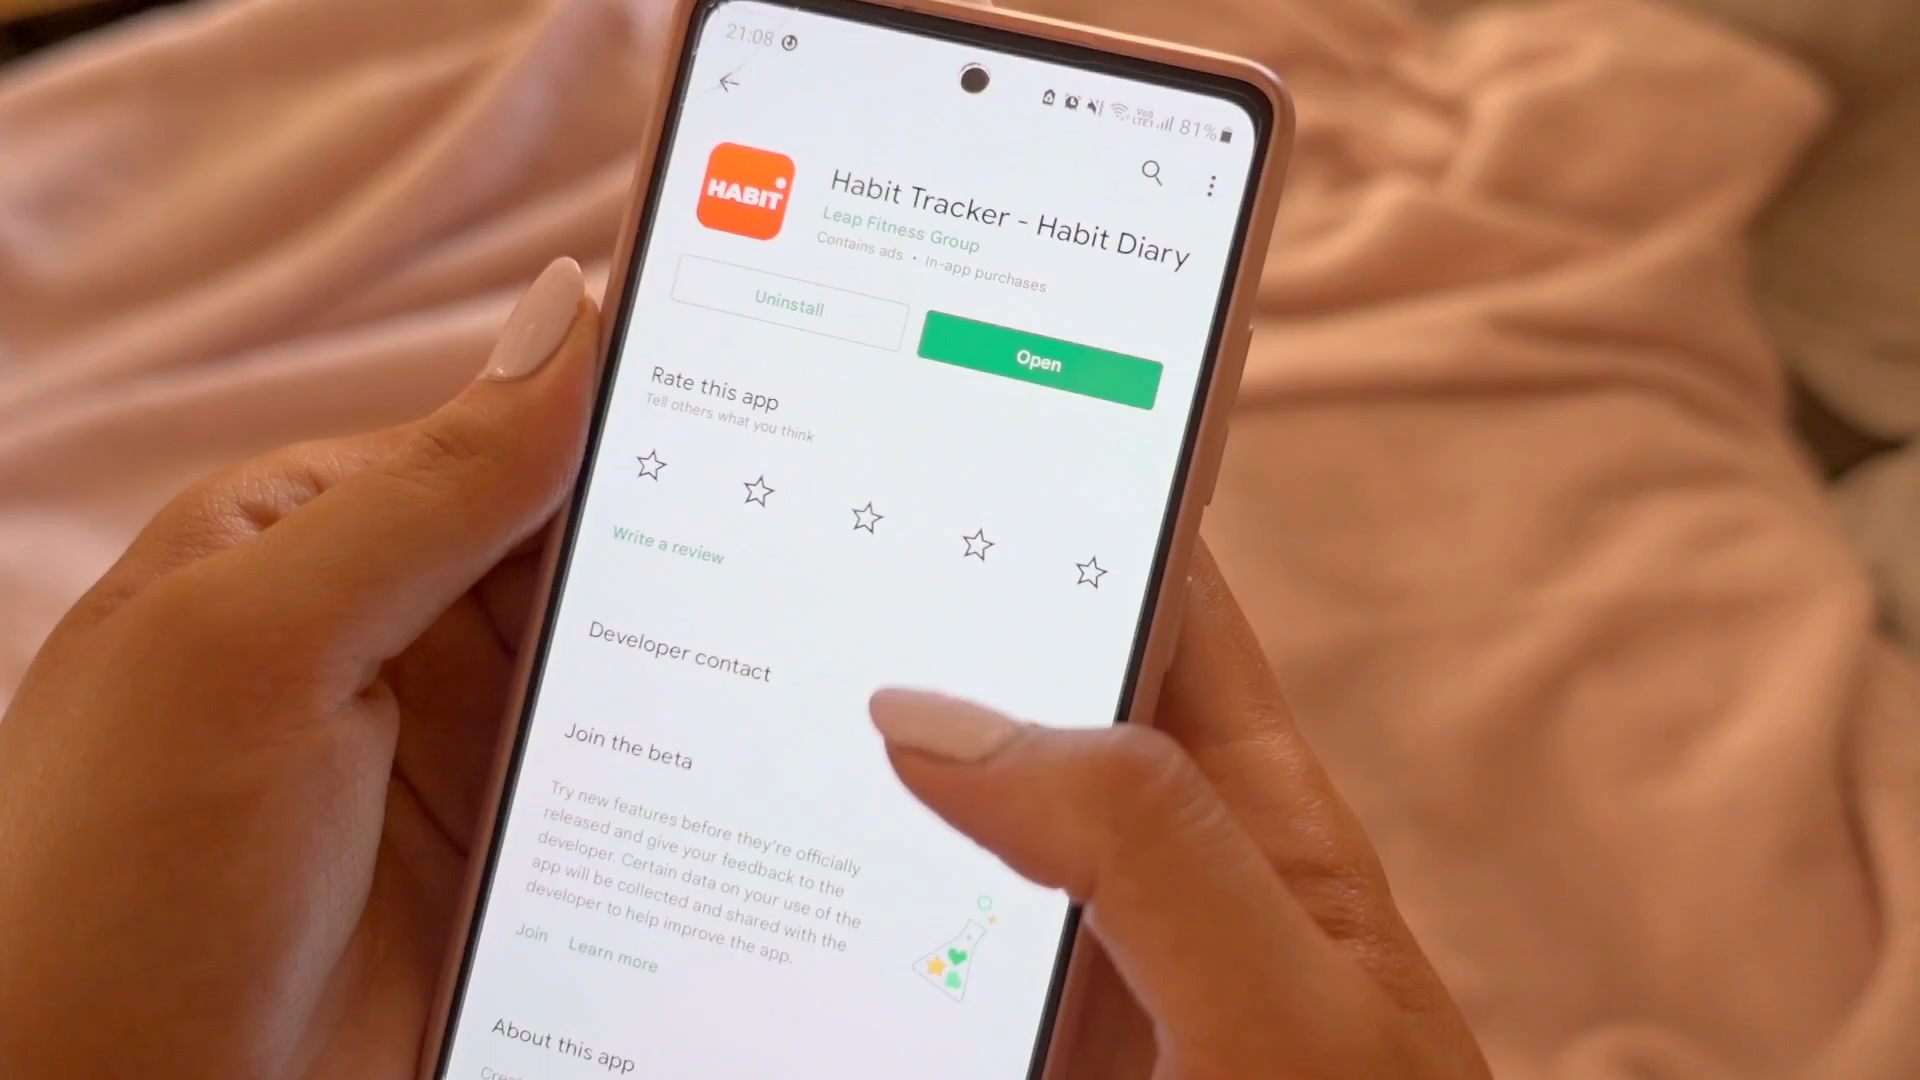 21:08
Vo))
LTE1
81%
HABIT
Habit Tracker - Habit Diary
Leap Fitness Group
Contains ads • In-app purchases
Uninstall
Open
Rate this app
Tell others what you think
Write a review
Developer contact
Join the beta
Try new features before they're officially
released and give your feedback to the
developer. Certain data on your use of the
app will be collected and shared with the
developer to help improve the app.
Join Learn more
About this app